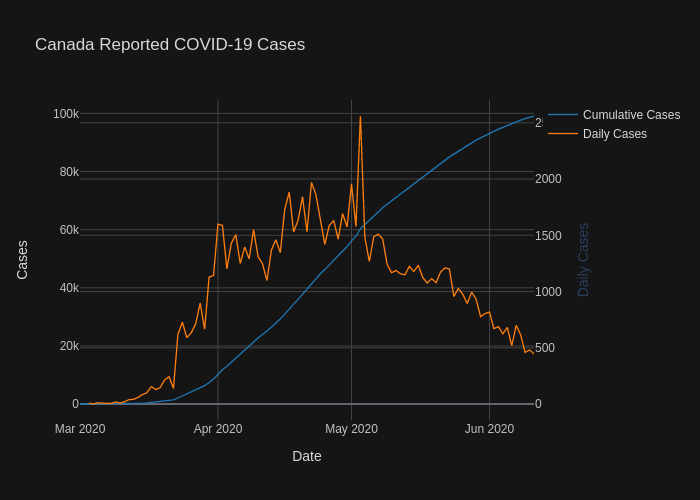 Canada Reported COVID-19 Cases
100k
80k
60k
40k
20k
0
2000
1500
1000
500
0
Cumulative Cases
Daily Cases
Cases
Daily Cases
Mar 2020
Apr 2020
May 2020
Jun 2020
Date